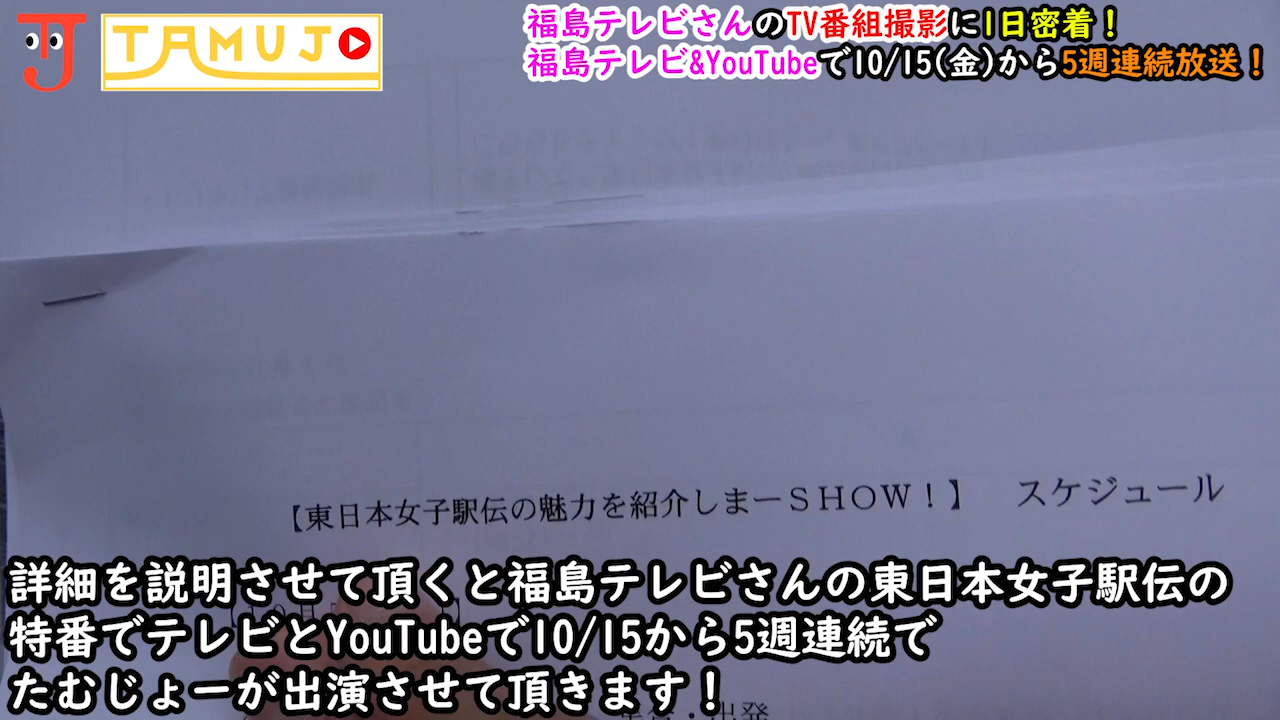 TJ
TAMUJO
福島テレビさんのTV番組撮影に1日密着！
福島テレビ&YouTubeで10/15(金)から5週連続放送！
【東日本女子駅伝の魅力を紹介しまーＳＨＯＷ！】 スケジュール
詳細を説明させて頂くと福島テレビさんの東日本女子駅伝の
特番でテレビとYouTubeで10/15から5週連続で
たむじょーが出演させて頂きます！
集合・出発